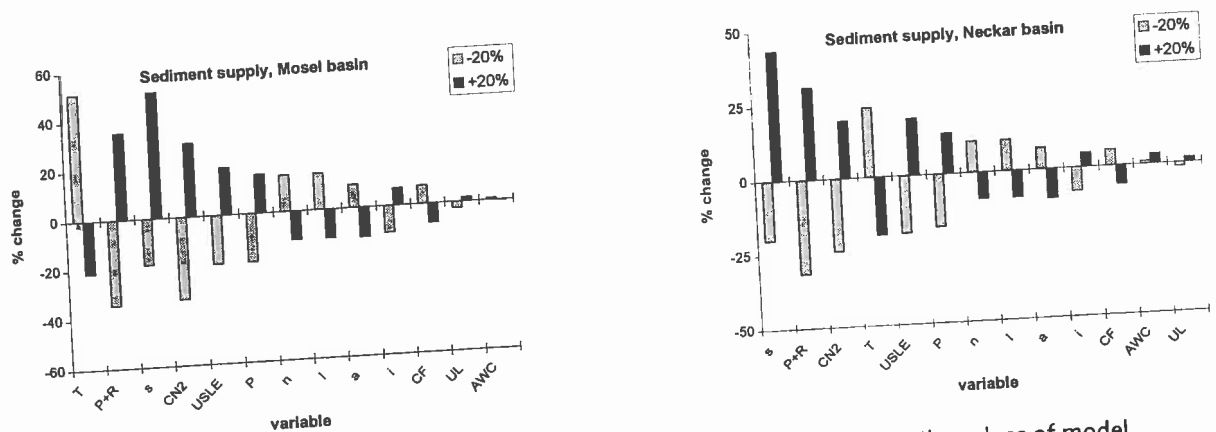 Sediment supply, Mosel basin
-20%
+20%
% change
60
40
20
0
-20
-40
-60
T
P+R
s
CN2
USLE
P
n
l
a
i
CF
UL
AWC
variable
Sediment supply, Neckar basin
-20%
+20%
% change
50
25
0
-25
-50
s
P+R
CN2
T
USLE
P
n
l
a
i
CF
AWC
UL
variable
of model